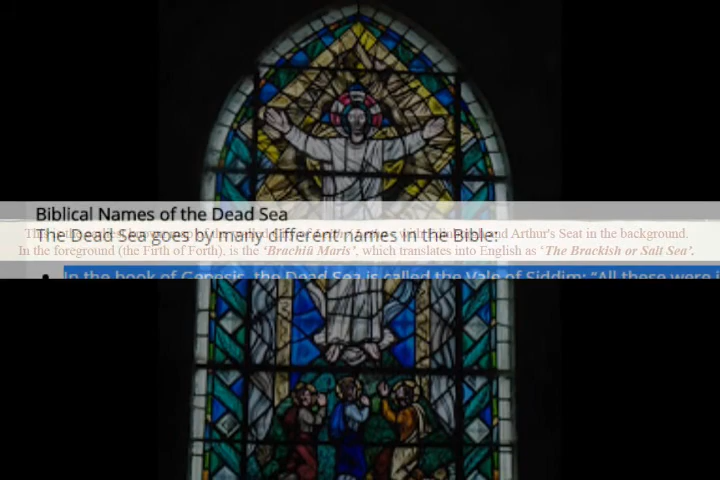 Biblical Names of the Dead Sea
The Dead Sea goes by many different names in the Bible:
and Arthur's Seat in the background.
In the foreground (the Firth of Forth), is the ‘Brachiū Maris’, which translates into English as ‘The Brackish or Salt Sea’.
• In the book of Genesis, the Dead Sea is called the Vale of Siddim: “All these were